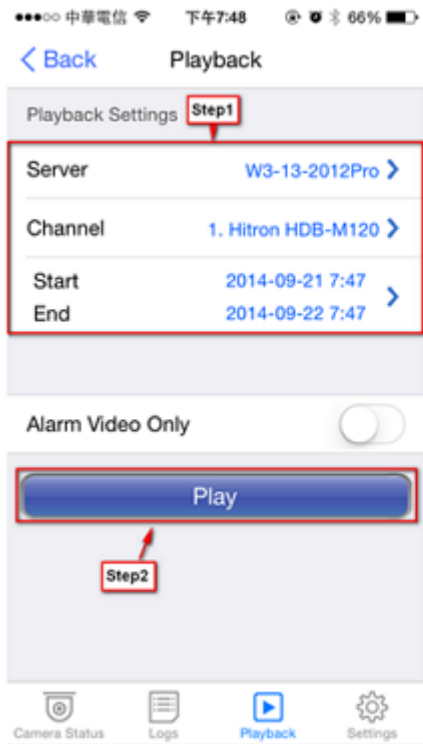 中華電信 下午7:48 66%
Back Playback
Playback Settings Step1
Server W3-13-2012Pro
Channel 1. Hitron HDB-M120
Start 2014-09-21 7:47
End 2014-09-22 7:47
Alarm Video Only
Play
Step2
Camera Status Logs Playback Settings